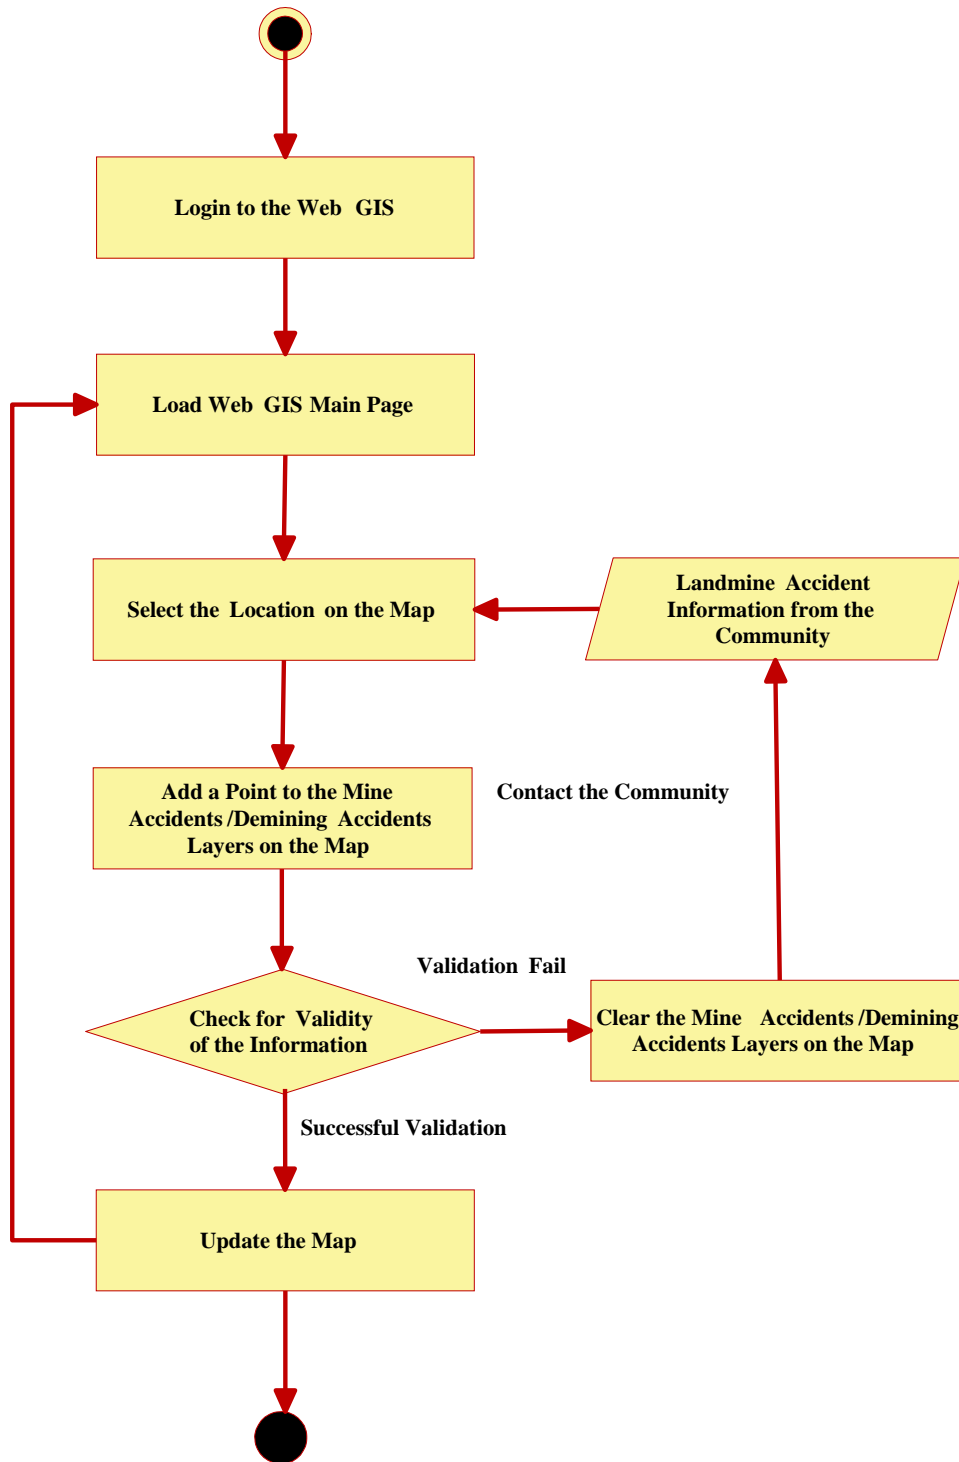 Login to the Web GIS
Load Web GIS Main Page
Select the Location on the Map
Landmine Accident
Information from the
Community
Add a Point to the Mine
Accidents /Demining Accidents
Layers on the Map
Contact the Community
Validation Fail
Check for Validity
of the Information
Clear the Mine Accidents /Demining
Accidents Layers on the Map
Successful Validation
Update the Map